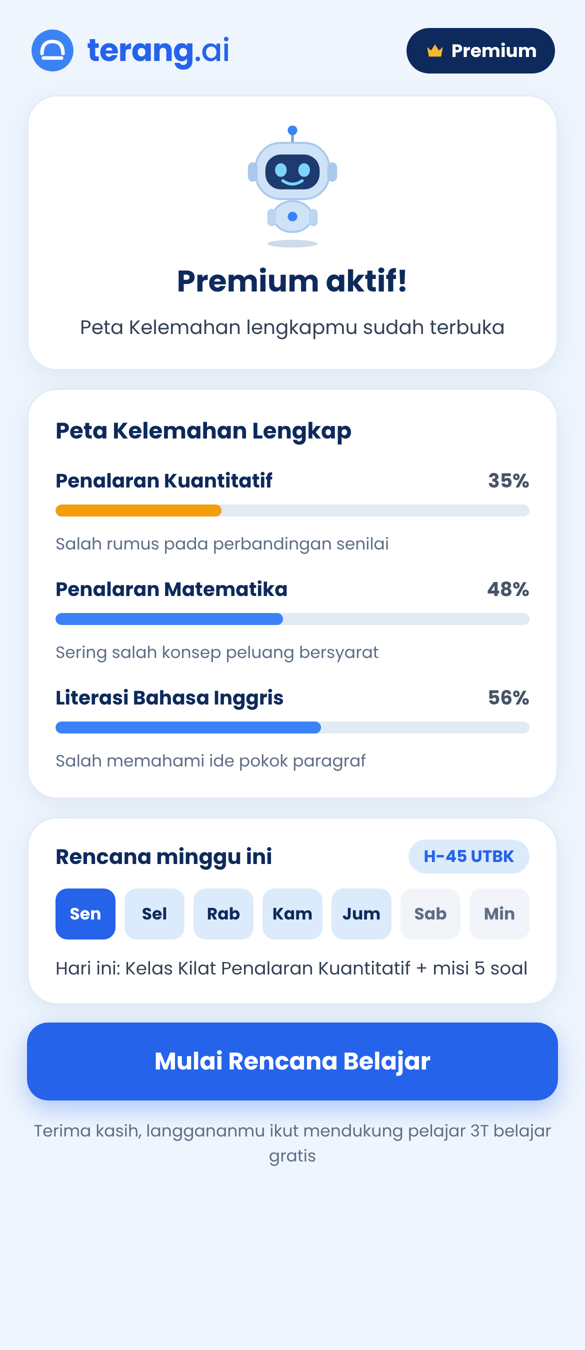 terang.ai
Premium
Premium aktif!
Peta Kelemahan lengkapmu sudah terbuka
Peta Kelemahan Lengkap
Penalaran Kuantitatif 35%
Salah rumus pada perbandingan senilai
Penalaran Matematika 48%
Sering salah konsep peluang bersyarat
Literasi Bahasa Inggris 56%
Salah memahami ide pokok paragraf
Rencana minggu ini H-45 UTBK
Sen Sel Rab Kam Jum Sab Min
Hari ini: Kelas Kilat Penalaran Kuantitatif + misi 5 soal
Mulai Rencana Belajar
Terima kasih, langgananmu ikut mendukung pelajar 3T belajar
gratis